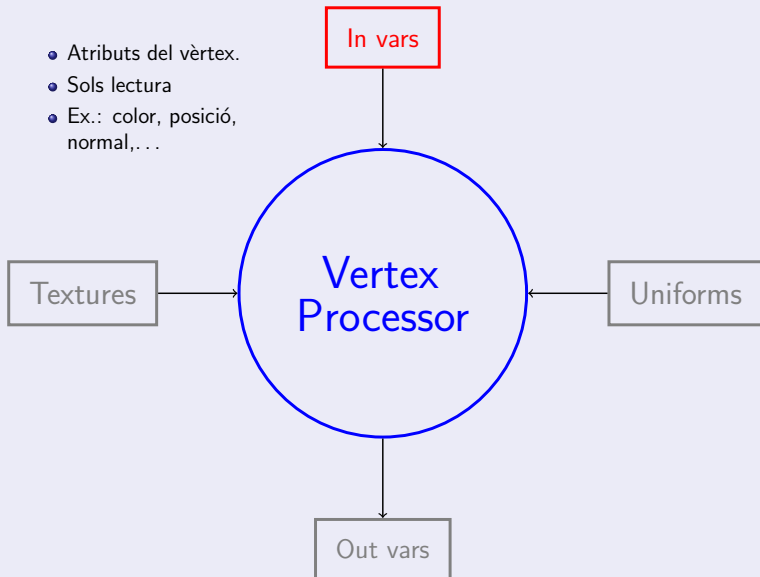 In vars
Atributs del vèrtex.
Sols lectura
Ex.: color, posició,
normal,...
Textures
Vertex
Processor
Uniforms
Out vars